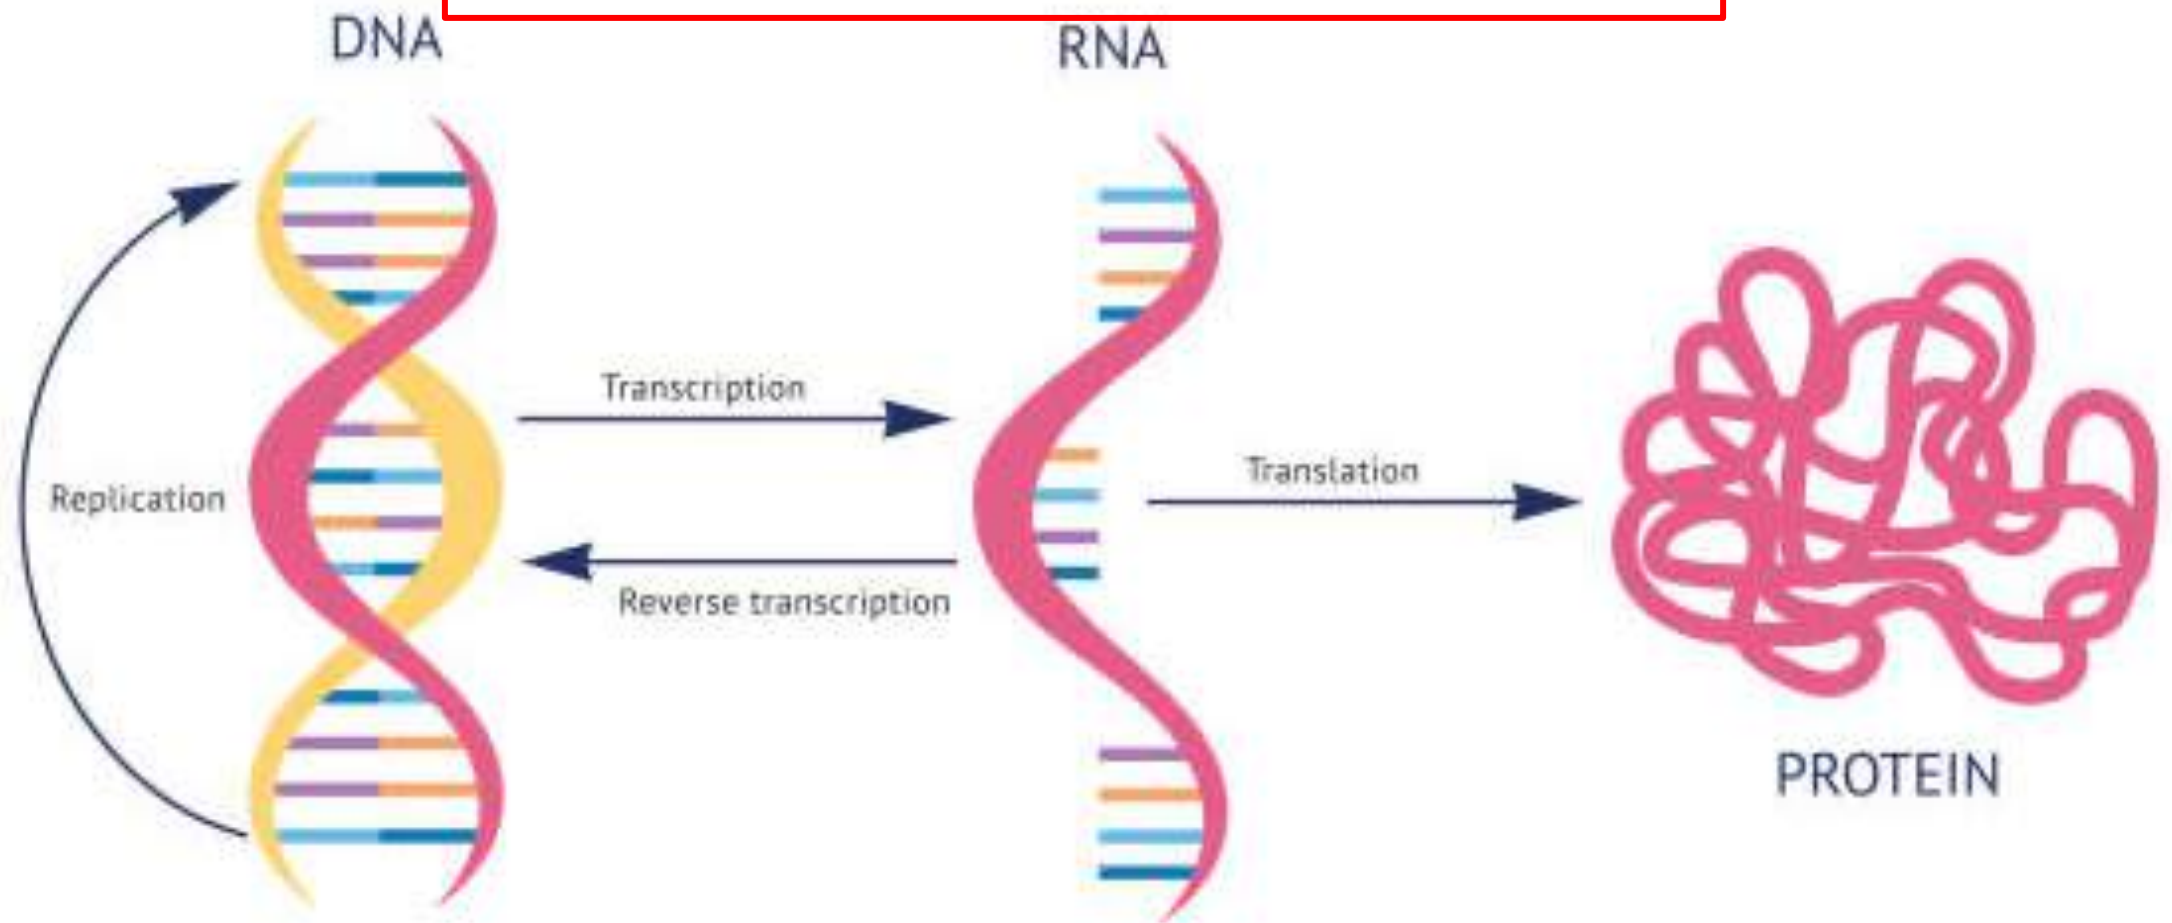 DNA
RNA
Transcription
Translation
Replication
Reverse transcription
PROTEIN